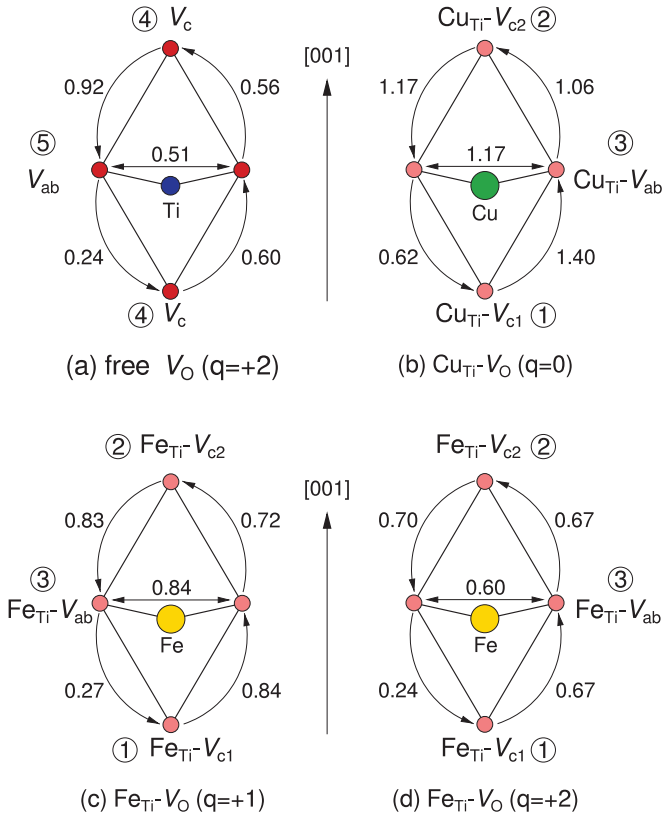 ④ Vc
0.92
0.56
⑤
Vab
0.51
Ti
0.24
0.60
④ Vc
(a) free VO (q=+2)
[001]
CuTi-Vc2 ②
1.17
1.06
1.17
③
CuTi-Vab
Cu
0.62
1.40
CuTi-Vc1 ①
(b) CuTi-VO (q=0)
② FeTi-Vc2
0.83
0.72
③
FeTi-Vab
0.84
Fe
0.27
0.84
① FeTi-Vc1
(c) FeTi-VO (q=+1)
[001]
FeTi-Vc2 ②
0.70
0.67
0.60
③
FeTi-Vab
Fe
0.24
0.67
FeTi-Vc1 ①
(d) FeTi-VO (q=+2)